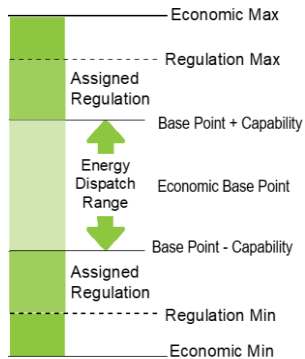 Economic Max
Regulation Max
Assigned
Regulation
Base Point + Capability
Energy
Dispatch
Range
Economic Base Point
Base Point - Capability
Assigned
Regulation
Regulation Min
Economic Min